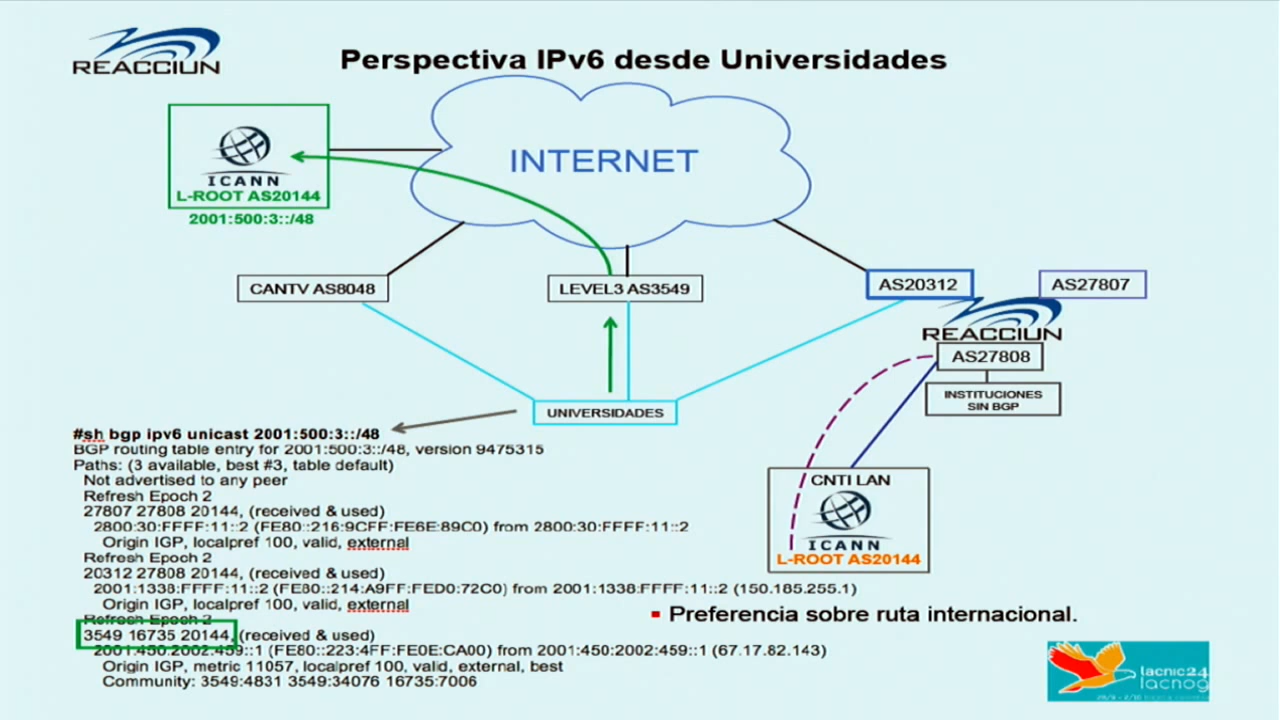 REACCIUN
Perspectiva IPv6 desde Universidades
INTERNET
ICANN
L-ROOT AS20144
2001:500:3::/48
CANTV AS8048
LEVEL3 AS3549
AS20312
AS27807
REACCIUN
AS27808
INSTITUCIONES
SIN BGP
UNIVERSIDADES
CNTI LAN
ICANN
L-ROOT AS20144
#sh bgp ipv6 unicast 2001:500:3::/48
BGP routing table entry for 2001:500:3::/48, version 9475315
Paths: (3 available, best #3, table default)
Not advertised to any peer
Refresh Epoch 2
27807 27808 20144, (received & used)
2800:30:FFFF:11::2 (FE80::216:9CFF:FE6E:89C0) from 2800:30:FFFF:11::2
Origin IGP, localpref 100, valid, external
Refresh Epoch 2
20312 27808 20144, (received & used)
2001:1338:FFFF:11::2 (FE80::214:A9FF:FED0:72C0) from 2001:1338:FFFF:11::2 (150.185.255.1)
Origin IGP, localpref 100, valid, external
Refresh Epoch 2
3549 16735 20144, (received & used)
2001:450:2002:459::1 (FE80::223:4FF:FE0E:CA00) from 2001:450:2002:459::1 (67.17.82.143)
Origin IGP, metric 11057, localpref 100, valid, external, best
Community: 3549:4831 3549:34076 16735:7006
Preferencia sobre ruta internacional.
lacnic24
lacnog